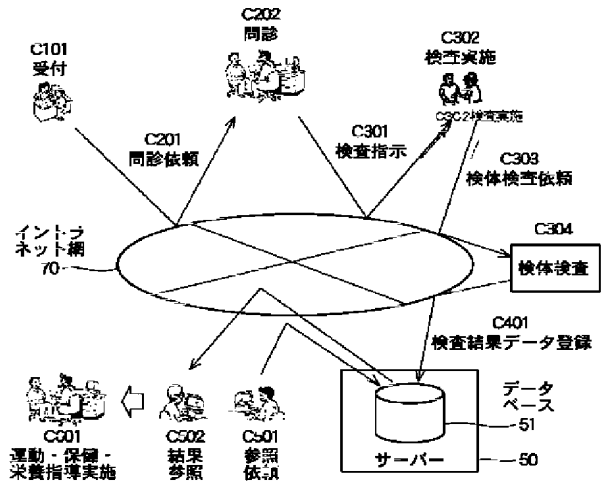 C101
受付
C202
問診
C302
検査実施
C3C2検査実施
C201
問診依頼
C301
検査指示
C303
検体検査依頼
イントラ
ネット網
70
C304
検体検査
C401
検査結果データ登録
データ
ベース
51
サーバー
50
C601
運動・保健・
栄養指導実施
C502
結果
参照
C501
参照
依頼